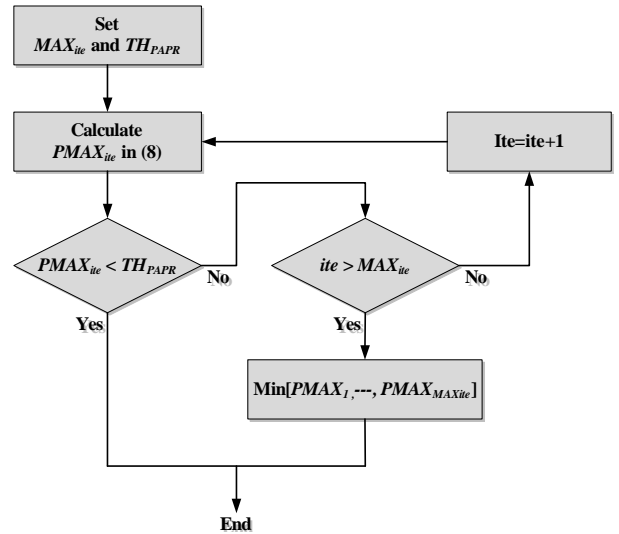 Set
MAXite and THPAPR
Calculate
PMAXite in (8)
Ite=ite+1
PMAXite < THPAPR
No
ite > MAXite
No
Yes
Yes
Min[PMAX1,---, PMAXMAXite]
End